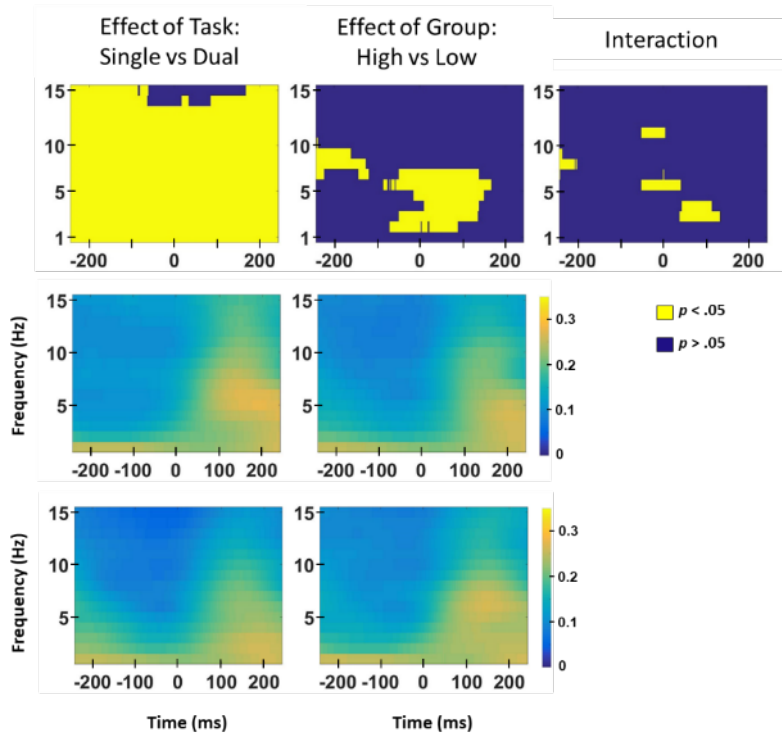 Effect of Task:
Single vs Dual
Effect of Group:
High vs Low
Interaction
15
10
5
1
-200 0 200
15
10
5
1
-200 0 200
15
10
5
1
-200 0 200
Frequency (Hz)
15
10
5
-200 -100 0 100 200
15
10
5
-200 -100 0 100 200
0.3
0.2
0.1
0
p < .05
p > .05
Frequency (Hz)
15
10
5
-200 -100 0 100 200
15
10
5
-200 -100 0 100 200
0.3
0.2
0.1
0
Time (ms)
Time (ms)